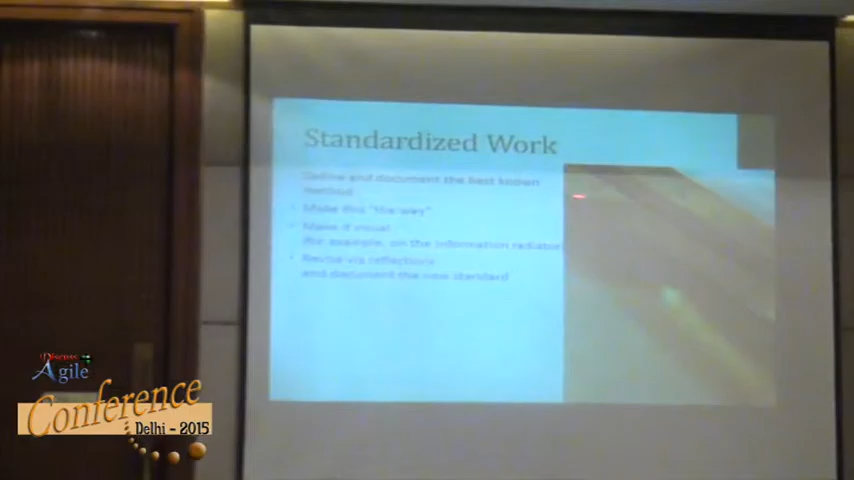 Standardized Work
Define and document the best known
method
• Make this "the way"
• Make it visual
(for example, on the information radiator)
• Revise via reflections
and document the new standard
Discuss
Agile
Conference
Delhi - 2015